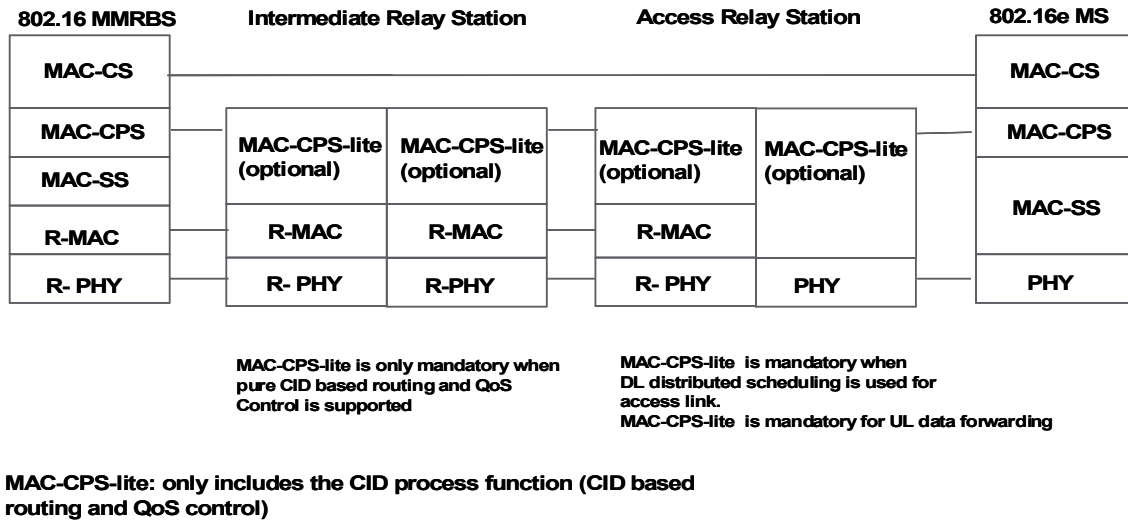 802.16 MMRBS
Intermediate Relay Station
Access Relay Station
802.16e MS
MAC-CS
MAC-CS
MAC-CPS
MAC-CPS-lite
(optional)
MAC-CPS-lite
(optional)
MAC-CPS-lite
(optional)
MAC-CPS-lite
(optional)
MAC-CPS
MAC-SS
MAC-SS
R-MAC
R-MAC
R-MAC
R-MAC
R- PHY
R- PHY
R-PHY
R- PHY
PHY
PHY
MAC-CPS-lite is only mandatory when
pure CID based routing and QoS
Control is supported
MAC-CPS-lite is mandatory when
DL distributed scheduling is used for
access link.
MAC-CPS-lite is mandatory for UL data forwarding
MAC-CPS-lite: only includes the CID process function (CID based
routing and QoS control)